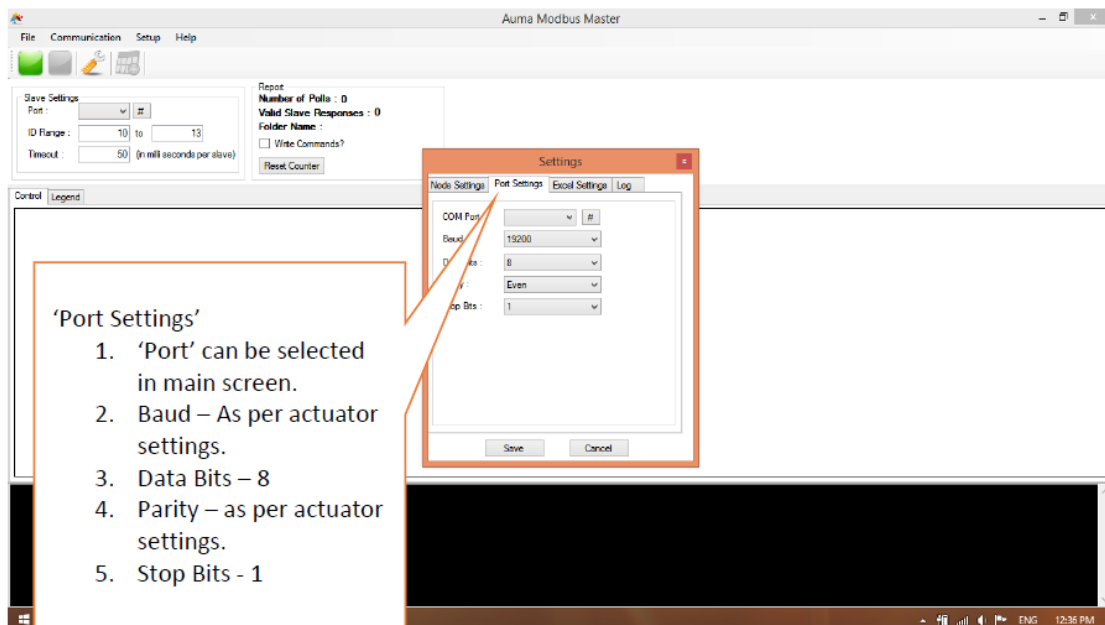 Auma Modbus Master
File Communication Setup Help
Slave Settings
Port : #
ID Range : 10 to 13
Timeout : 50 (in milli seconds per slave)
Report
Number of Polls : 0
Valid Slave Responses : 0
Folder Name :
Write Commands?
Reset Counter
Control Legend
Settings
Node Settings Port Settings Excel Settings Log
COM Port #
Baud 19200
8
Even
Bits : 1
Save Cancel
‘Port Settings’
1. ‘Port’ can be selected
in main screen.
2. Baud – As per actuator
settings.
3. Data Bits – 8
4. Parity – as per actuator
settings.
5. Stop Bits - 1
ENG 12:36 PM